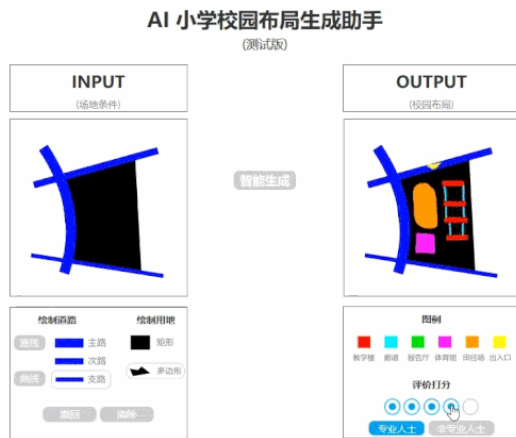 AI 小学校园布局生成助手
(测试版)
INPUT
(场地条件)
OUTPUT
(校园布局)
智能生成
绘制道路
绘制用地
直线
主路
矩形
次路
曲线
支路
多边形
撤回
清除
图例
教学楼
廊道
报告厅
体育馆
田径场
出入口
评价打分
专业人士
非专业人士